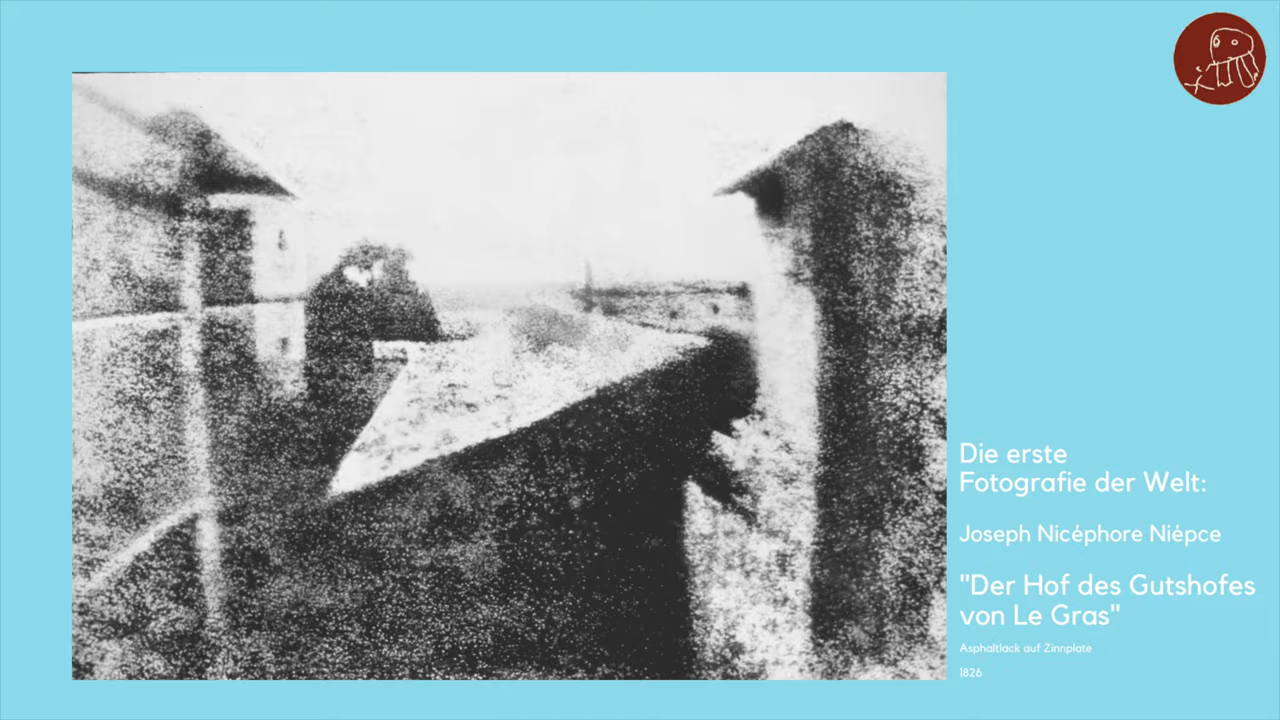 Die erste
Fotografie der Welt:
Joseph Nicéphore Niépce
"Der Hof des Gutshofes
von Le Gras"
Asphaltlack auf Zinnplate
1826